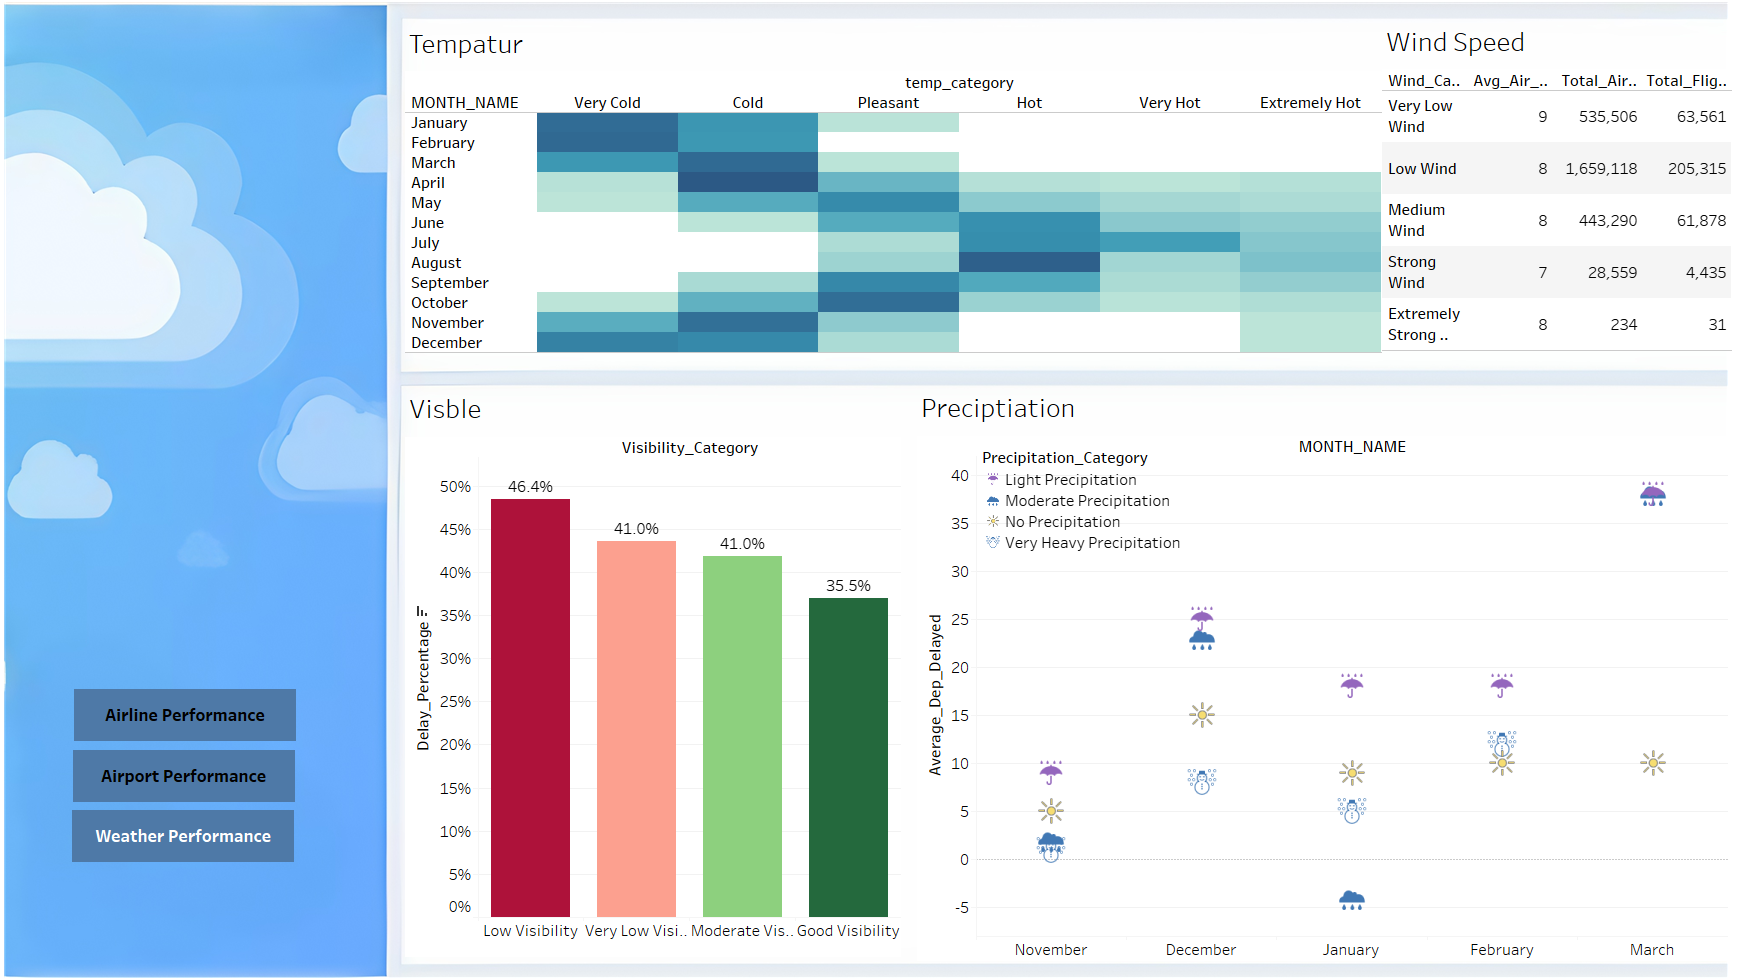 Tempatur
temp_category
MONTH_NAME Very Cold Cold Pleasant Hot Very Hot Extremely Hot
January
February
March
April
May
June
July
August
September
October
November
December
Wind Speed
Wind_Ca.. Avg_Air_.. Total_Air.. Total_Flig..
Very Low
Wind 9 535,506 63,561
Low Wind 8 1,659,118 205,315
Medium
Wind 8 443,290 61,878
Strong
Wind 7 28,559 4,435
Extremely
Strong .. 8 234 31
Airline Performance
Airport Performance
Weather Performance
Visble
Visibility_Category
Delay_Percentage
50%
45%
40%
35%
30%
25%
20%
15%
10%
5%
0%
46.4%
41.0%
41.0%
35.5%
Low Visibility Very Low Visi.. Moderate Vis.. Good Visibility
Preciptiation
MONTH_NAME
Precipitation_Category
Light Precipitation
Moderate Precipitation
No Precipitation
Very Heavy Precipitation
Average_Dep_Delayed
40
35
30
25
20
15
10
5
0
-5
November December January February March